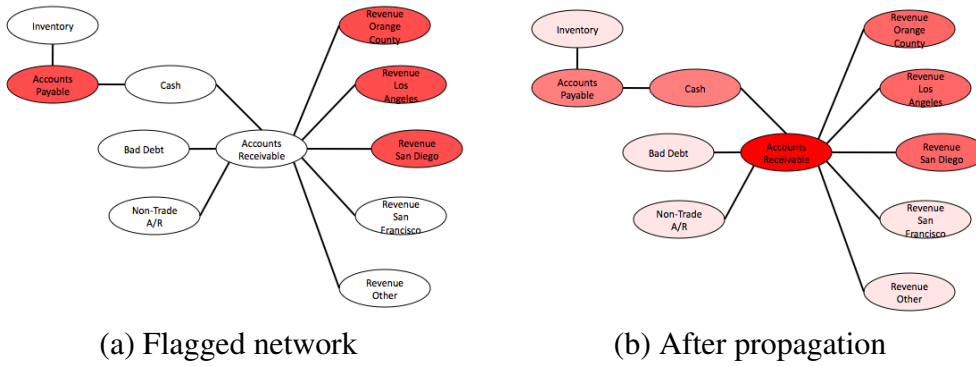 Inventory
Accounts
Payable
Cash
Bad Debt
Non-Trade
A/R
Accounts
Receivable
Revenue
Orange
County
Revenue
Los
Angeles
Revenue
San Diego
Revenue
San
Francisco
Revenue
Other
(a) Flagged network
Inventory
Accounts
Payable
Cash
Bad Debt
Non-Trade
A/R
Accounts
Receivable
Revenue
Orange
County
Revenue
Los
Angeles
Revenue
San Diego
Revenue
San
Francisco
Revenue
Other
(b) After propagation